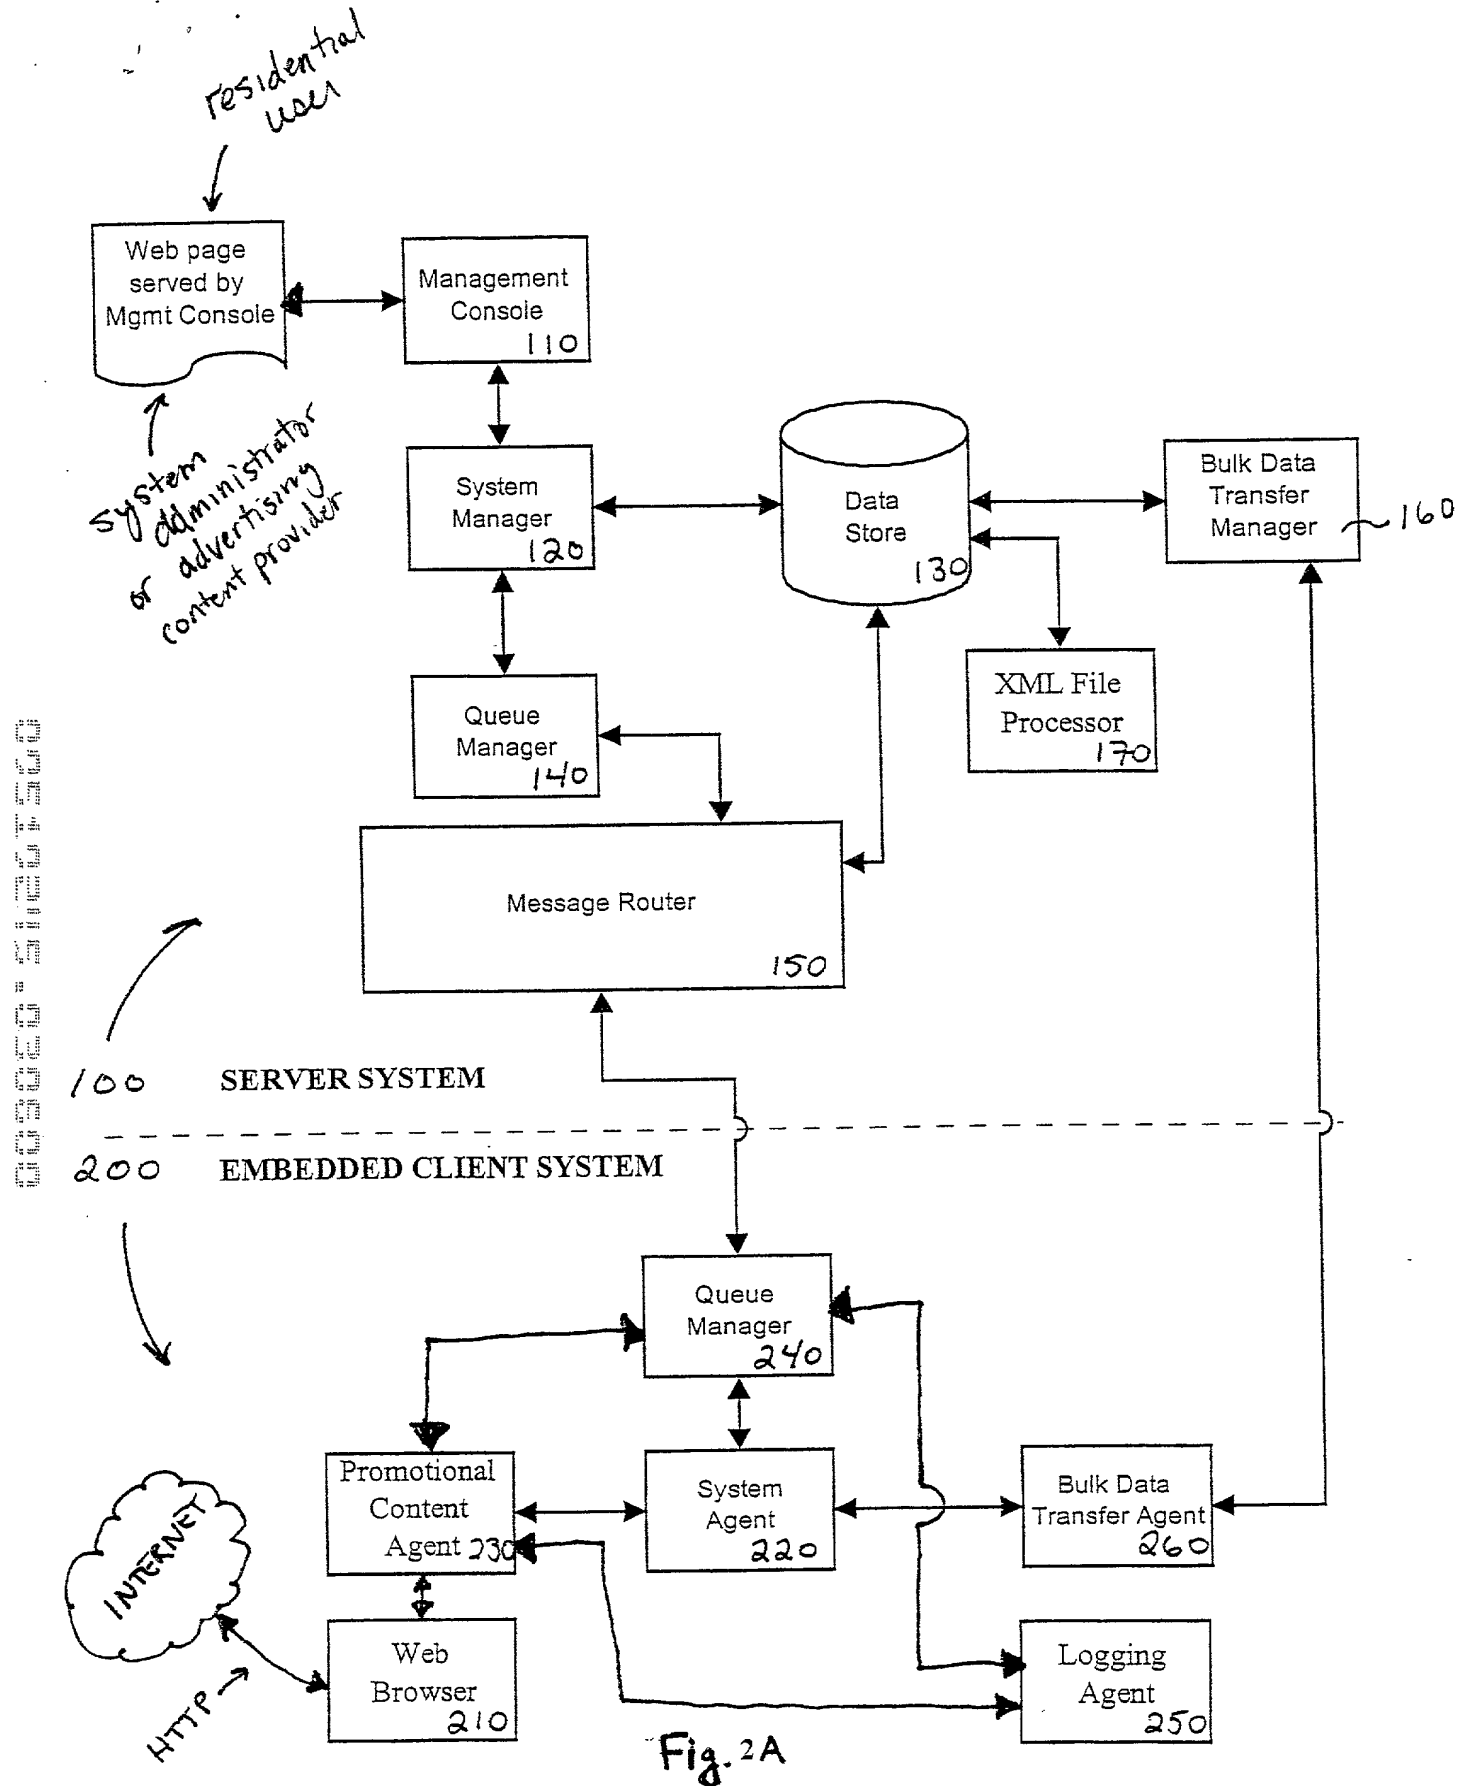 residential
user
Web page
served by
Mgmt Console
Management
Console
110
System
administrator
or advertising
content provider
System
Manager
120
Data
Store
130
Bulk Data
Transfer
Manager
160
Queue
Manager
140
XML File
Processor
170
Message Router
150
100 SERVER SYSTEM
200 EMBEDDED CLIENT SYSTEM
Queue
Manager
240
Promotional
Content
Agent 230
System
Agent
220
Bulk Data
Transfer Agent
260
INTERNET
HTTP
Web
Browser
210
Logging
Agent
250
Fig. 2A